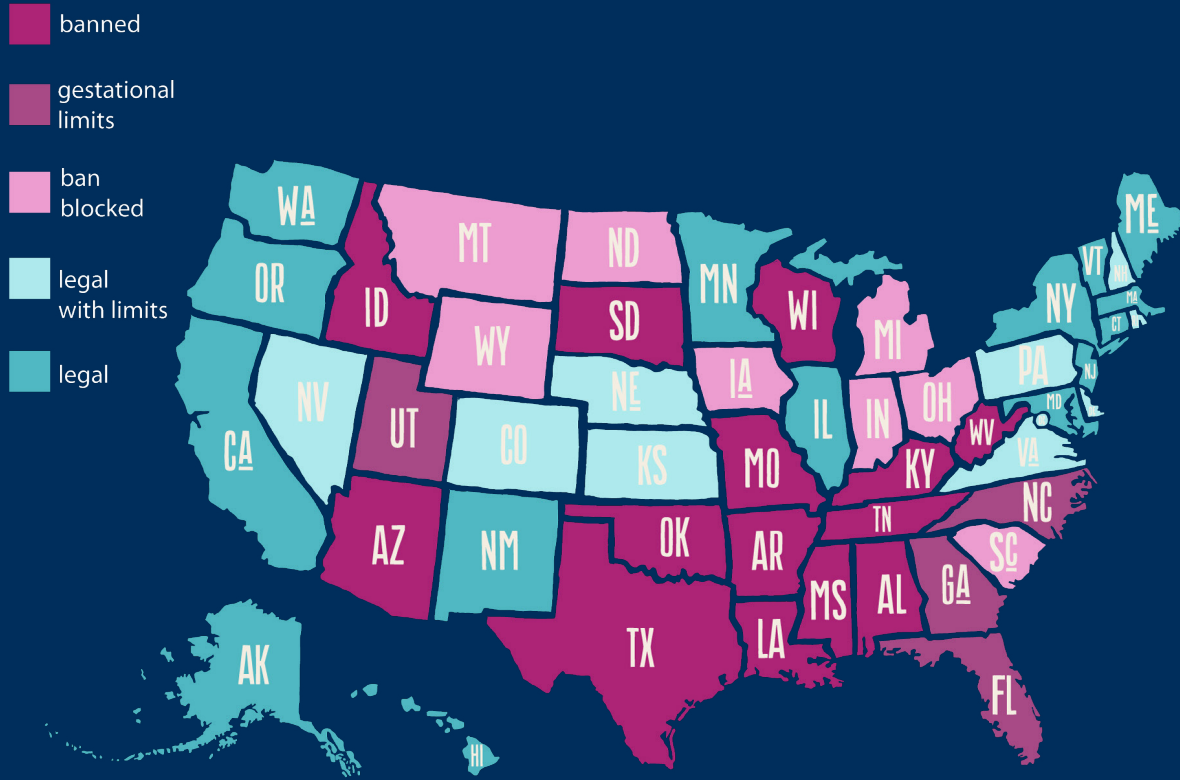 banned
gestational
limits
ban
blocked
legal
with limits
legal
WA
OR
CA
ID
NV
MT
WY
UT
AZ
CO
NM
ND
SD
NE
KS
OK
TX
MN
IA
MO
AR
LA
WI
IL
MS
MI
IN
KY
TN
AL
OH
WV
GA
FL
SC
NC
VA
PA
MD
NJ
NY
CT
MA
VT
NH
ME
AK
HI